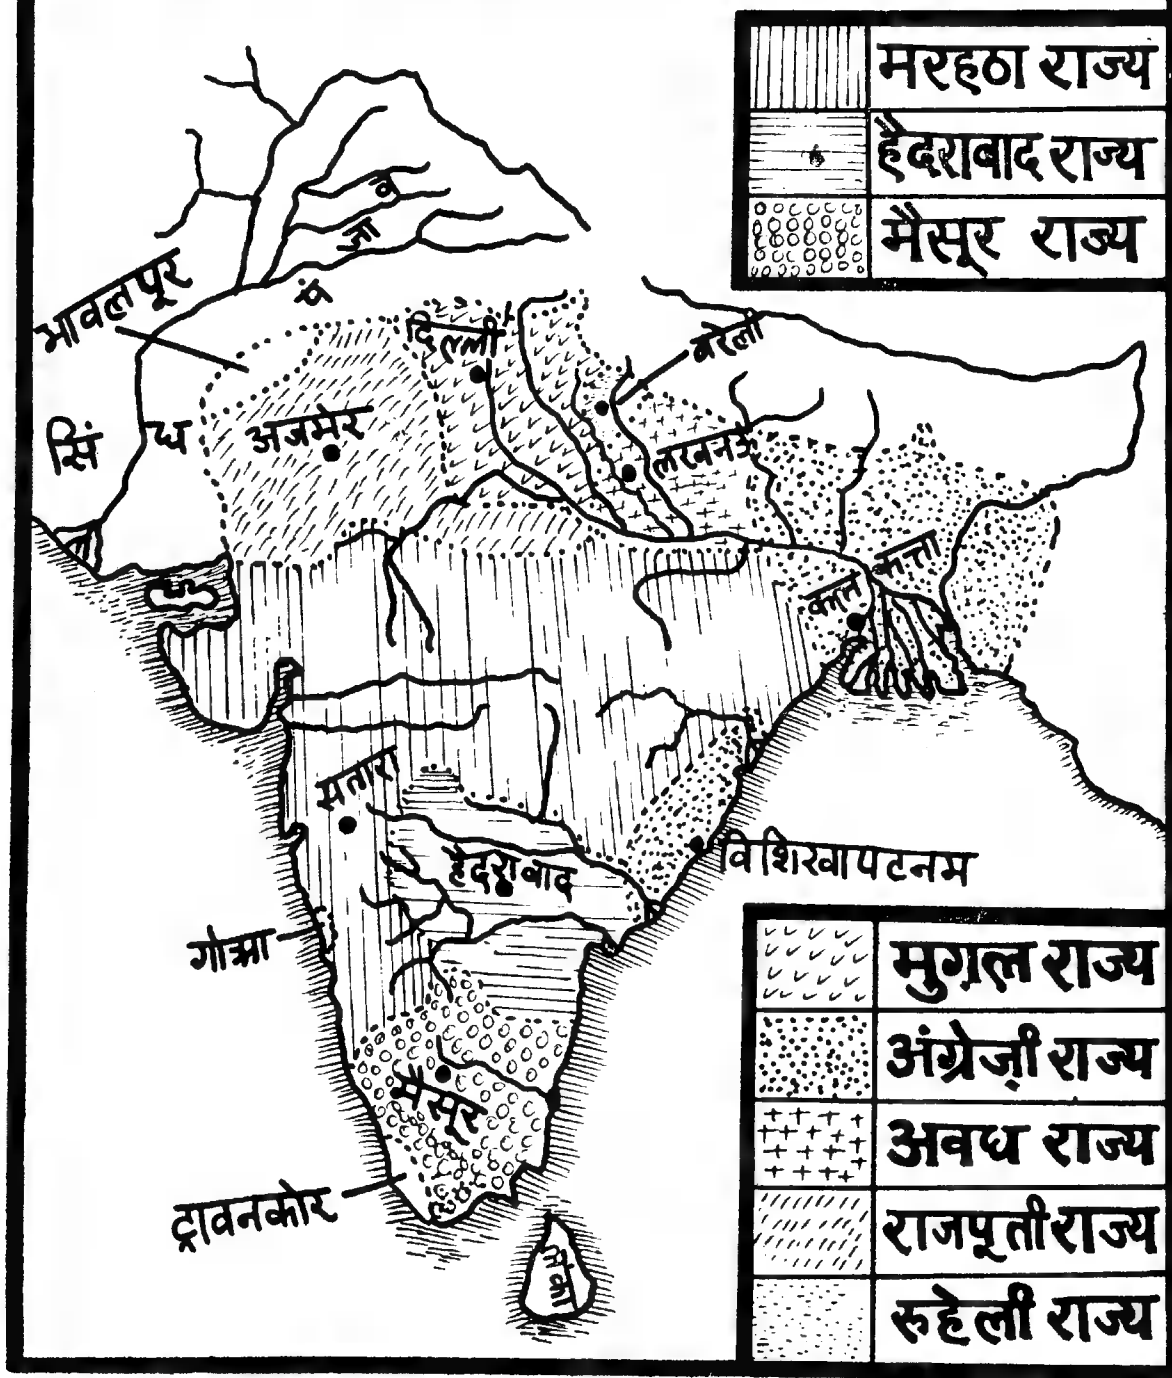 मरहठा राज्य
हैदराबाद राज्य
मैसूर राज्य
पंजाब
भावलपूर
दिल्ली
बरेली
सिंध
अजमेर
लखनऊ
कलकत्ता
सतारा
हैदराबाद
विशिखापटनम
गोआ
मैसूर
ट्रावनकोर
लंका
मुग़ल राज्य
अंग्रेज़ी राज्य
अवध राज्य
राजपूती राज्य
रुहेली राज्य